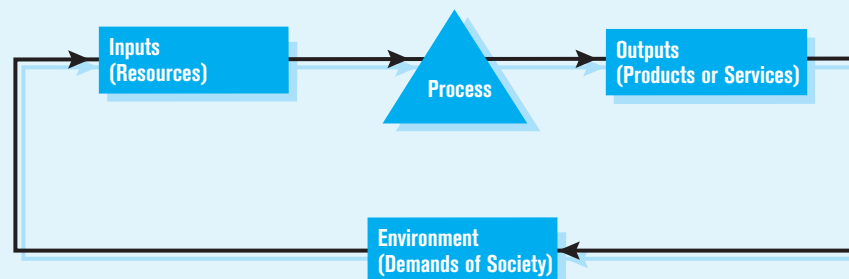 Inputs
(Resources)
Process
Outputs
(Products or Services)
Environment
(Demands of Society)